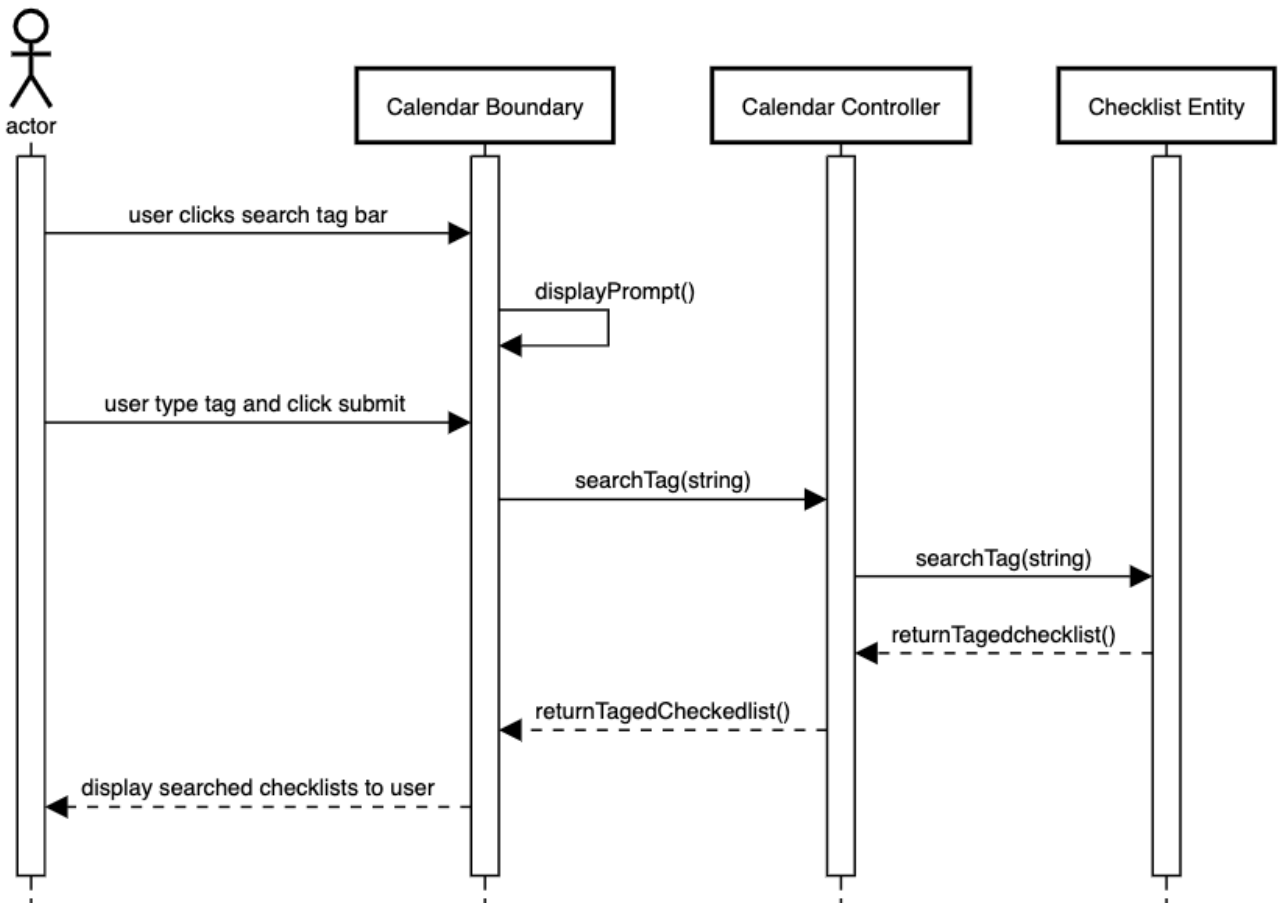 actor
Calendar Boundary
Calendar Controller
Checklist Entity
user clicks search tag bar
displayPrompt()
user type tag and click submit
searchTag(string)
searchTag(string)
returnTagedchecklist()
returnTagedCheckedlist()
display searched checklists to user